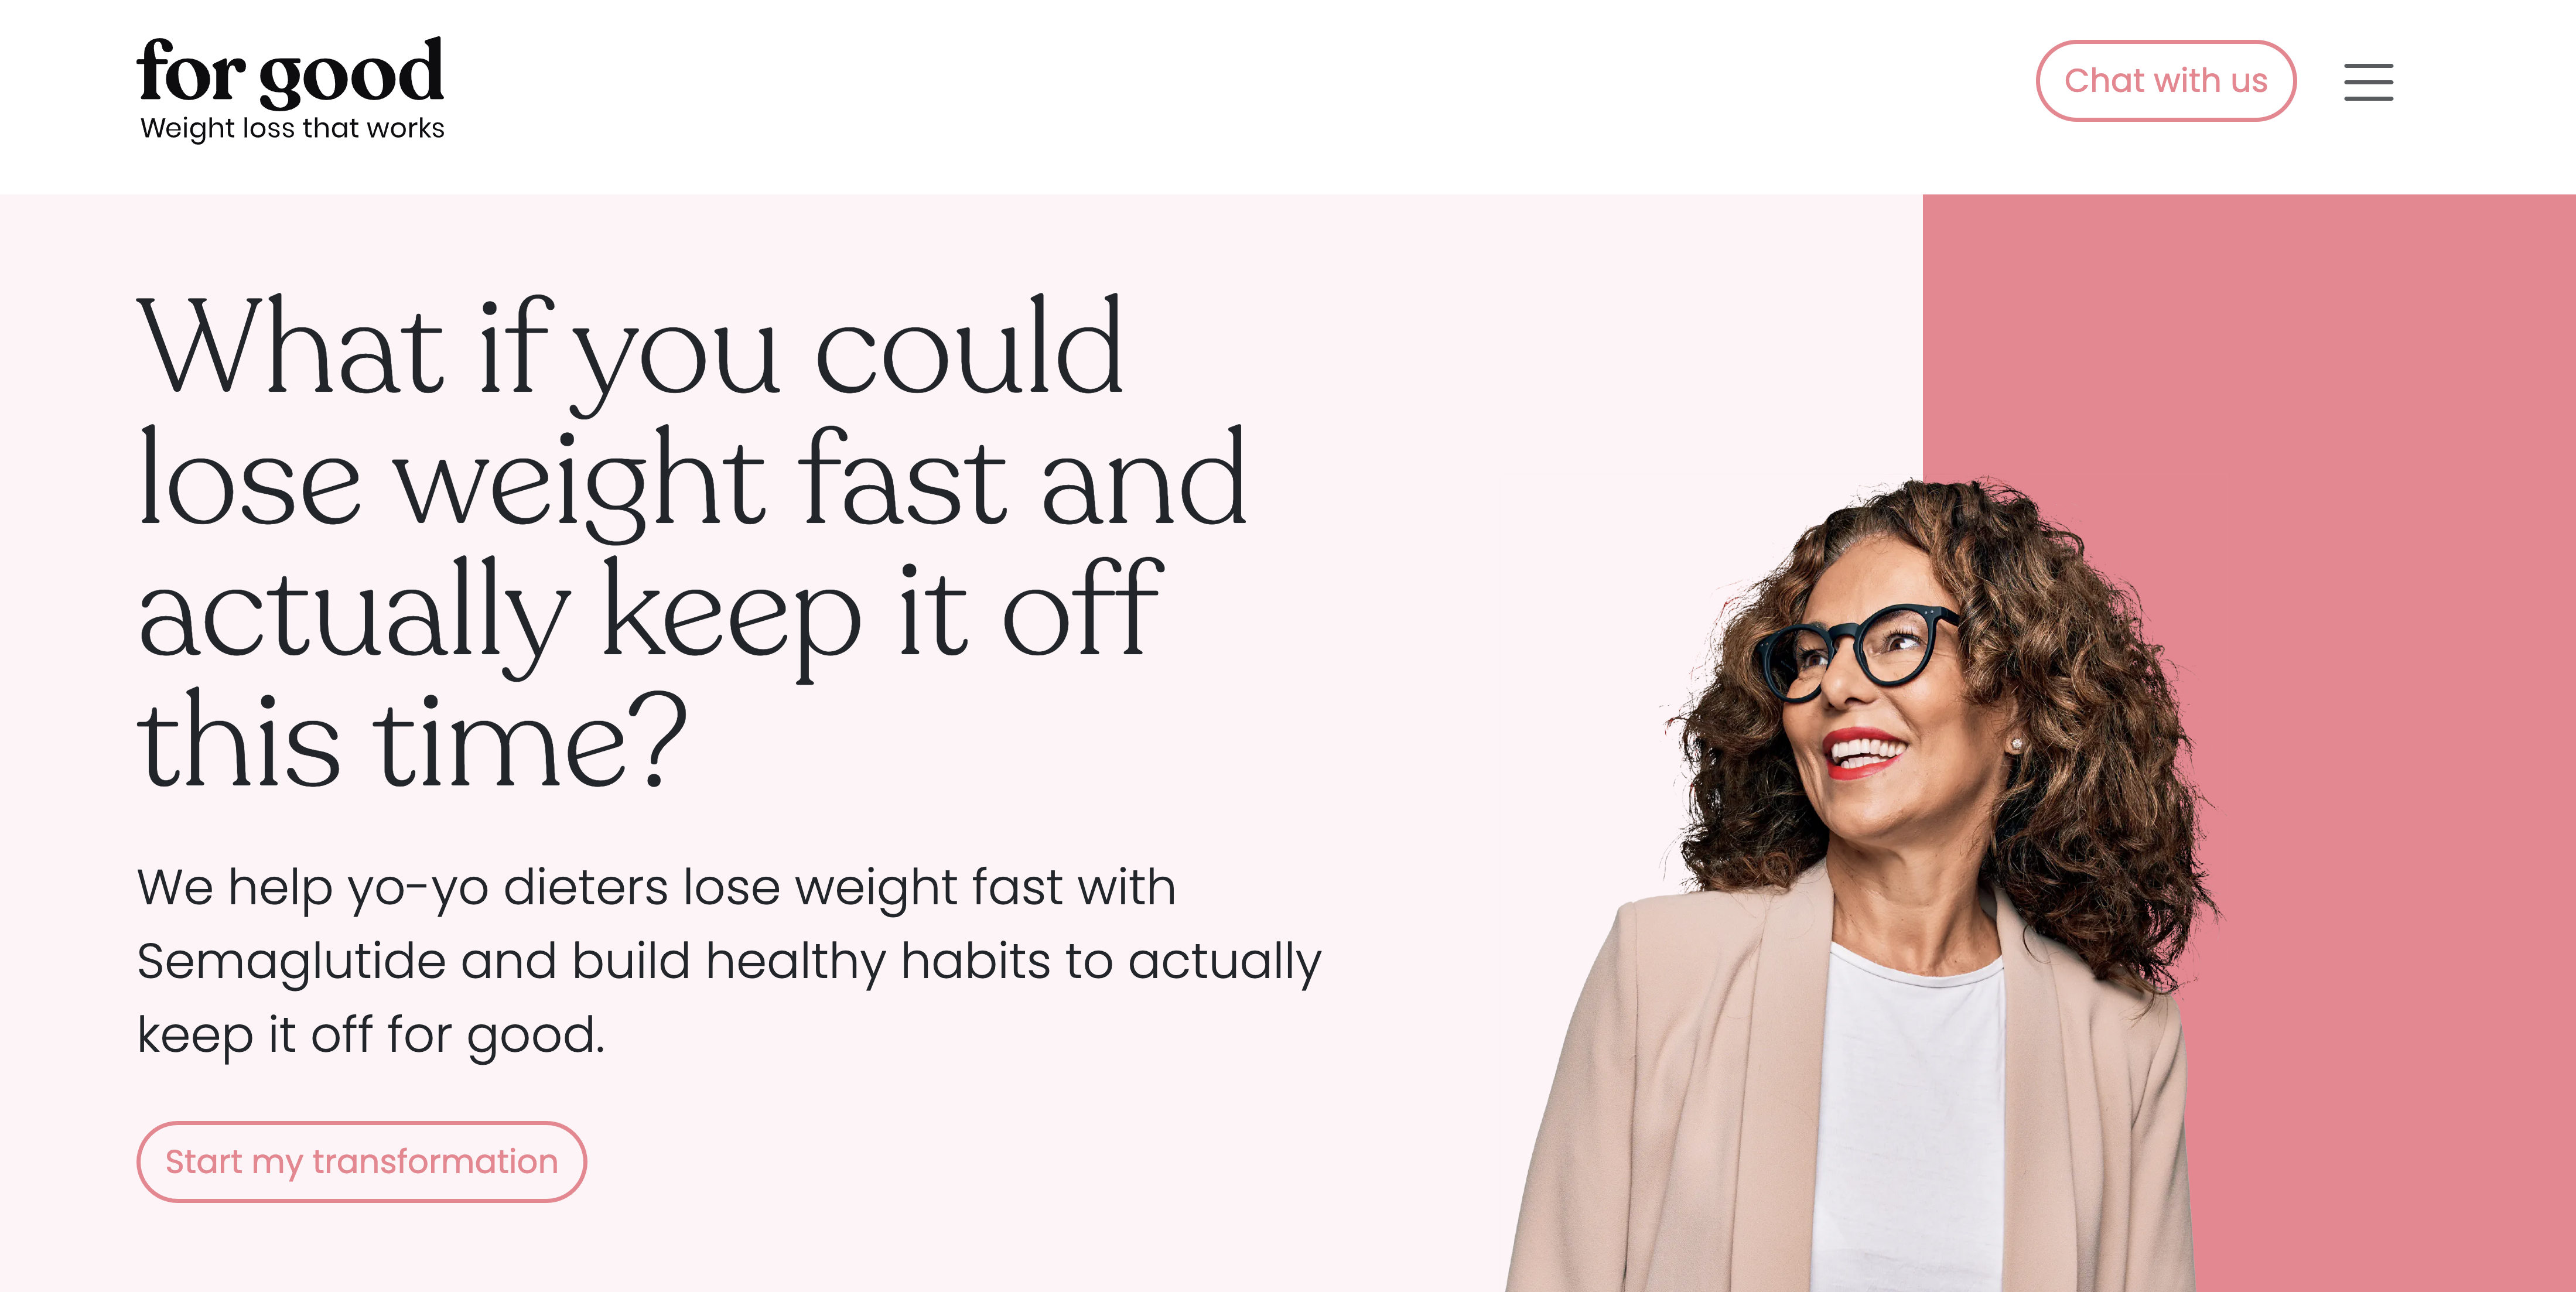 for good
Weight loss that works
Chat with us
What if you could
lose weight fast and
actually keep it off
this time?
We help yo-yo dieters lose weight fast with
Semaglutide and build healthy habits to actually
keep it off for good.
Start my transformation